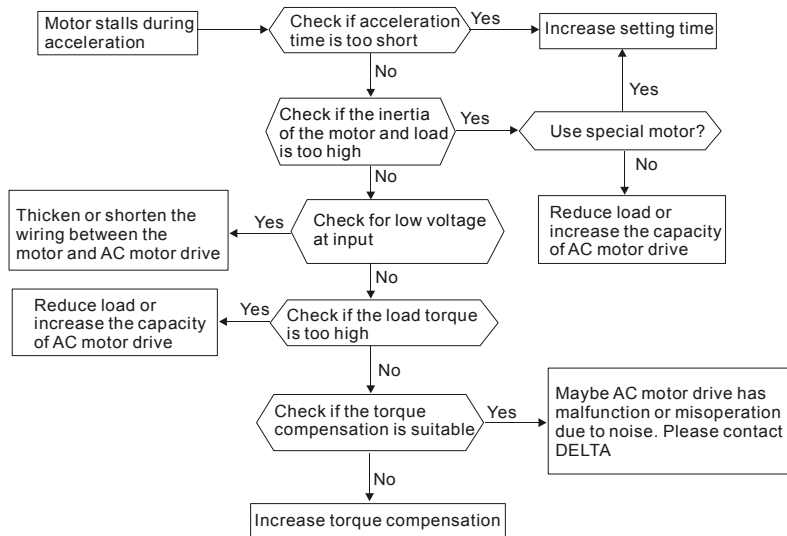 Motor stalls during
acceleration
Check if acceleration
time is too short
Yes
Increase setting time
No
Yes
Check if the inertia
of the motor and load
is too high
Yes
Use special motor?
No
No
Thicken or shorten the
wiring between the
motor and AC motor drive
Yes
Check for low voltage
at input
Reduce load or
increase the capacity
of AC motor drive
No
Reduce load or
increase the capacity
of AC motor drive
Yes
Check if the load torque
is too high
No
Check if the torque
compensation is suitable
Yes
Maybe AC motor drive has
malfunction or misoperation
due to noise. Please contact
DELTA
No
Increase torque compensation